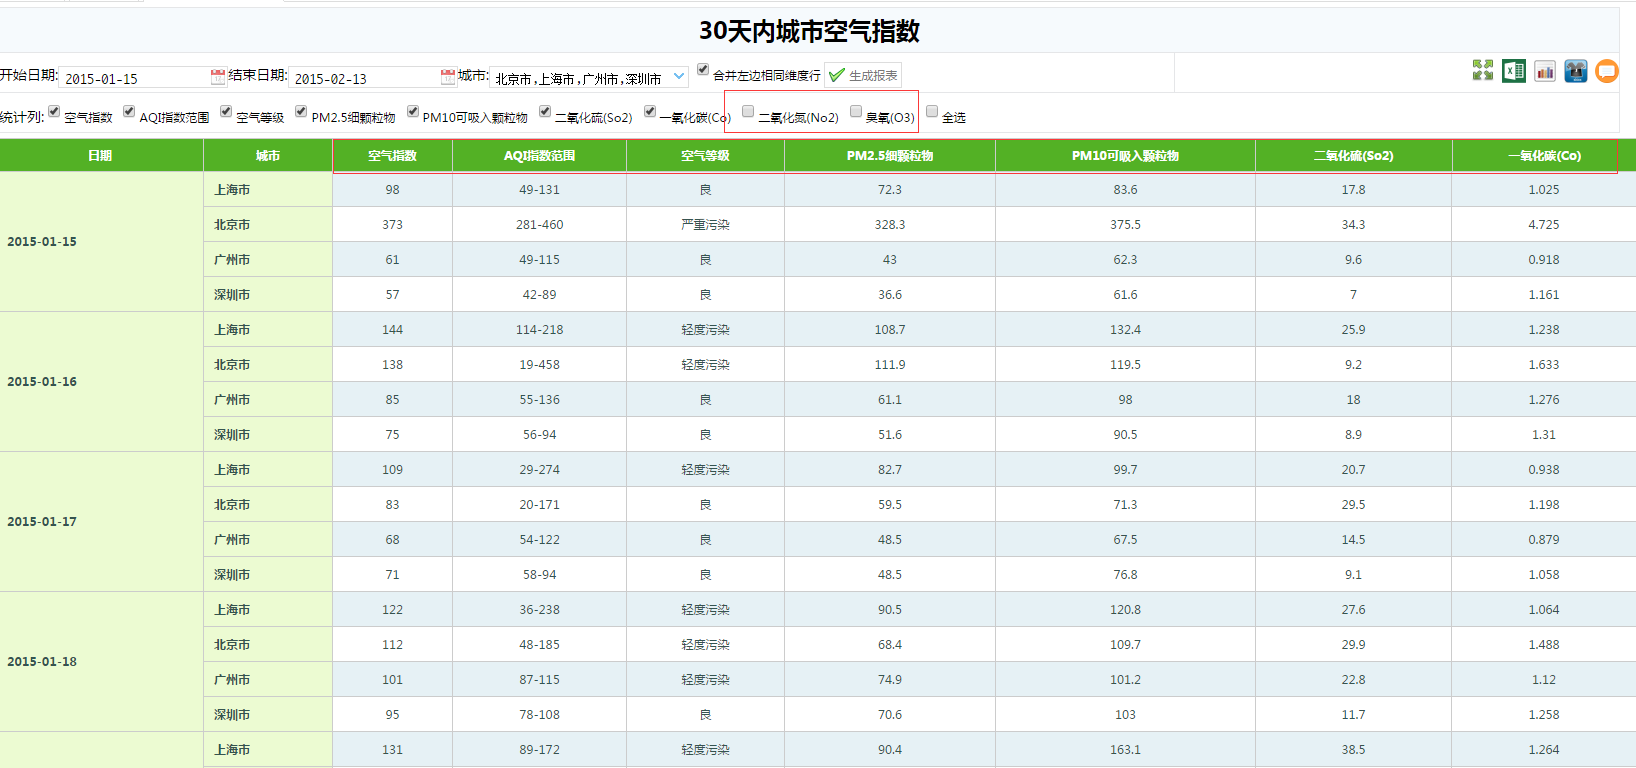 30天内城市空气指数
开始日期: 2015-01-15 结束日期: 2015-02-13 城市: 北京市,上海市,广州市,深圳市 合并左边相同维度行 生成报表
统计列: 空气指数 AQI指数范围 空气等级 PM2.5细颗粒物 PM10可吸入颗粒物 二氧化硫(So2) 一氧化碳(Co) 二氧化氮(No2) 臭氧(O3) 全选
日期 城市 空气指数 AQI指数范围 空气等级 PM2.5细颗粒物 PM10可吸入颗粒物 二氧化硫(So2) 一氧化碳(Co)
2015-01-15 上海市 98 49-131 良 72.3 83.6 17.8 1.025
北京市 373 281-460 严重污染 328.3 375.5 34.3 4.725
广州市 61 49-115 良 43 62.3 9.6 0.918
深圳市 57 42-89 良 36.6 61.6 7 1.161
2015-01-16 上海市 144 114-218 轻度污染 108.7 132.4 25.9 1.238
北京市 138 19-458 轻度污染 111.9 119.5 9.2 1.633
广州市 85 55-136 良 61.1 98 18 1.276
深圳市 75 56-94 良 51.6 90.5 8.9 1.31
2015-01-17 上海市 109 29-274 轻度污染 82.7 99.7 20.7 0.938
北京市 83 20-171 良 59.5 71.3 29.5 1.198
广州市 68 54-122 良 48.5 67.5 14.5 0.879
深圳市 71 58-94 良 48.5 76.8 9.1 1.058
2015-01-18 上海市 122 36-238 轻度污染 90.5 120.8 27.6 1.064
北京市 112 48-185 轻度污染 68.4 109.7 29.9 1.488
广州市 101 87-115 轻度污染 74.9 101.2 22.8 1.12
深圳市 95 78-108 良 70.6 103 11.7 1.258
上海市 131 89-172 轻度污染 90.4 163.1 38.5 1.264